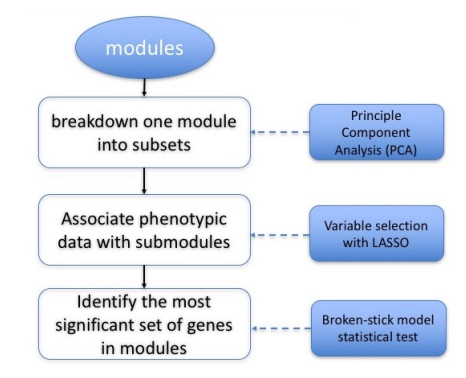 modules
breakdown one module
into subsets
Principle
Component
Analysis (PCA)
Associate phenotypic
data with submodules
Variable selection
with LASSO
Identify the most
significant set of genes
in modules
Broken-stick model
statistical test